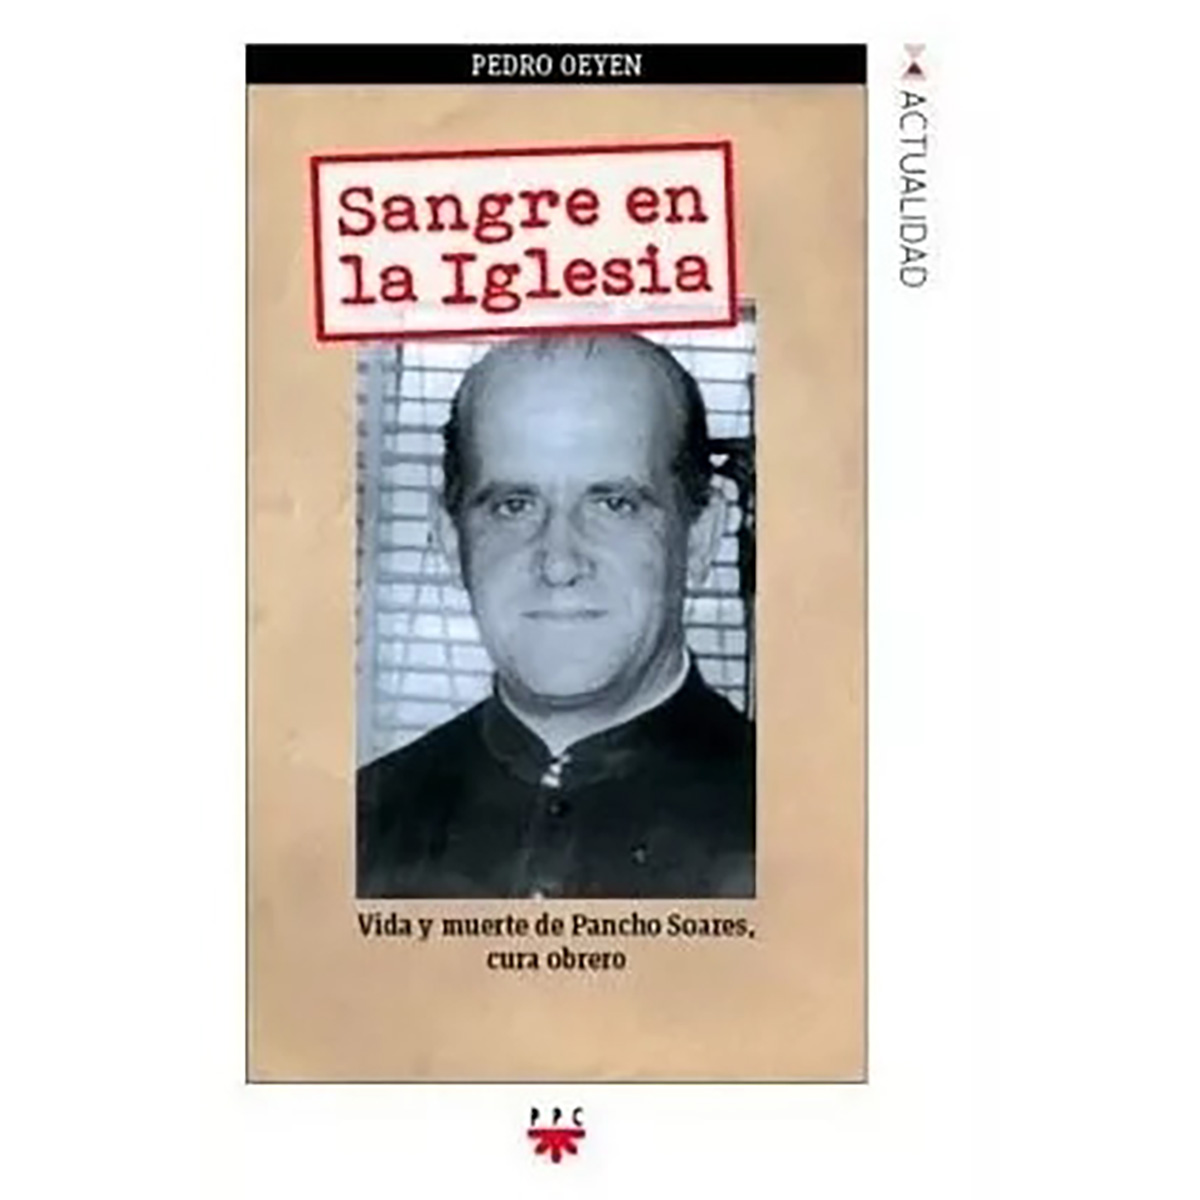 PEDRO OEYEN
Sangre en
la Iglesia
Vida y muerte de Pancho Soares,
cura obrero
PPC
ACTUALIDAD